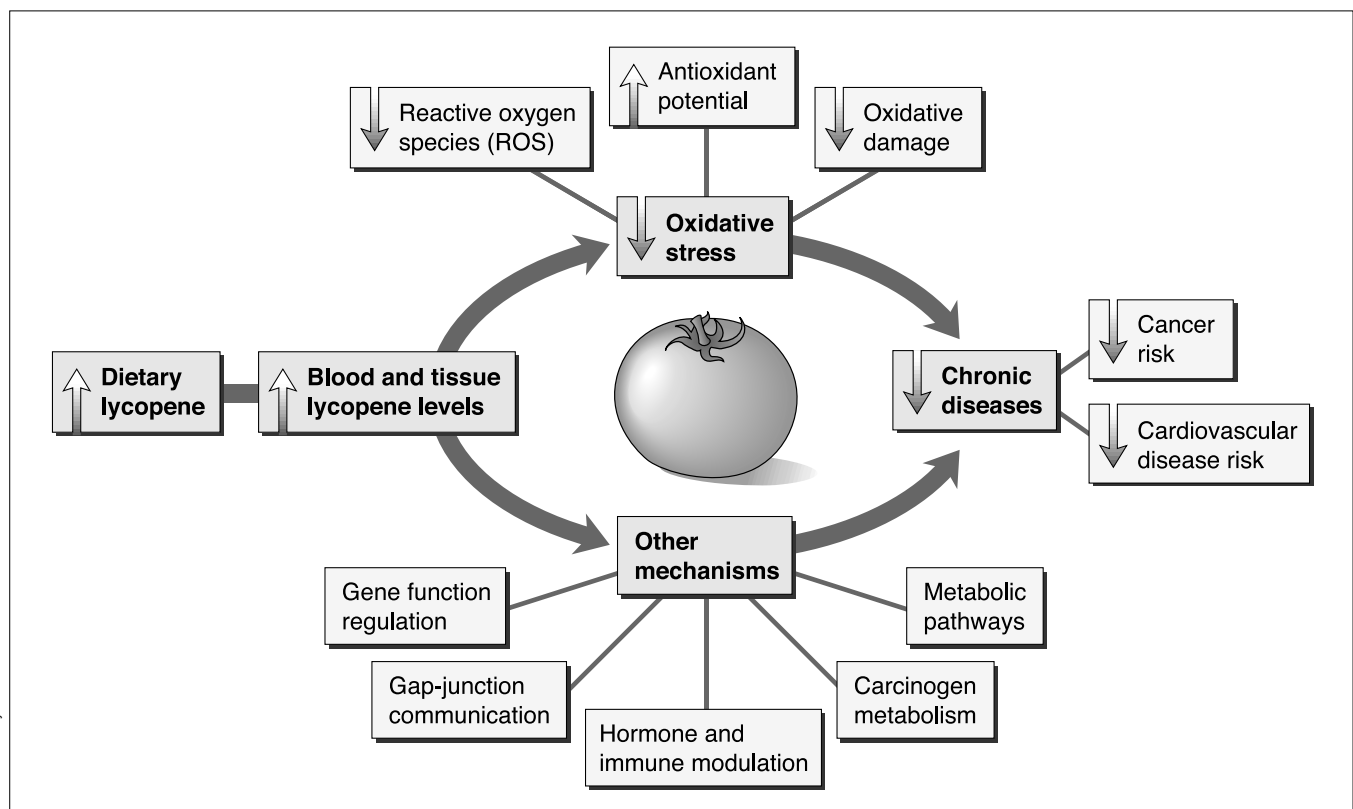 Antioxidant
potential
Reactive oxygen
species (ROS)
Oxidative
damage
Oxidative
stress
Dietary
lycopene
Blood and tissue
lycopene levels
Chronic
diseases
Cancer
risk
Cardiovascular
disease risk
Other
mechanisms
Gene function
regulation
Metabolic
pathways
Gap-junction
communication
Carcinogen
metabolism
Hormone and
immune modulation